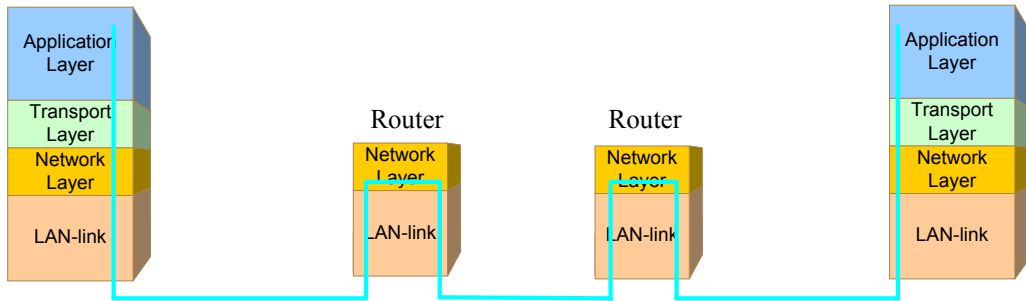 Application
Layer
Transport
Layer
Network
Layer
LAN-link
Router
Network
Layer
LAN-link
Router
Network
Layer
LAN-link
Application
Layer
Transport
Layer
Network
Layer
LAN-link